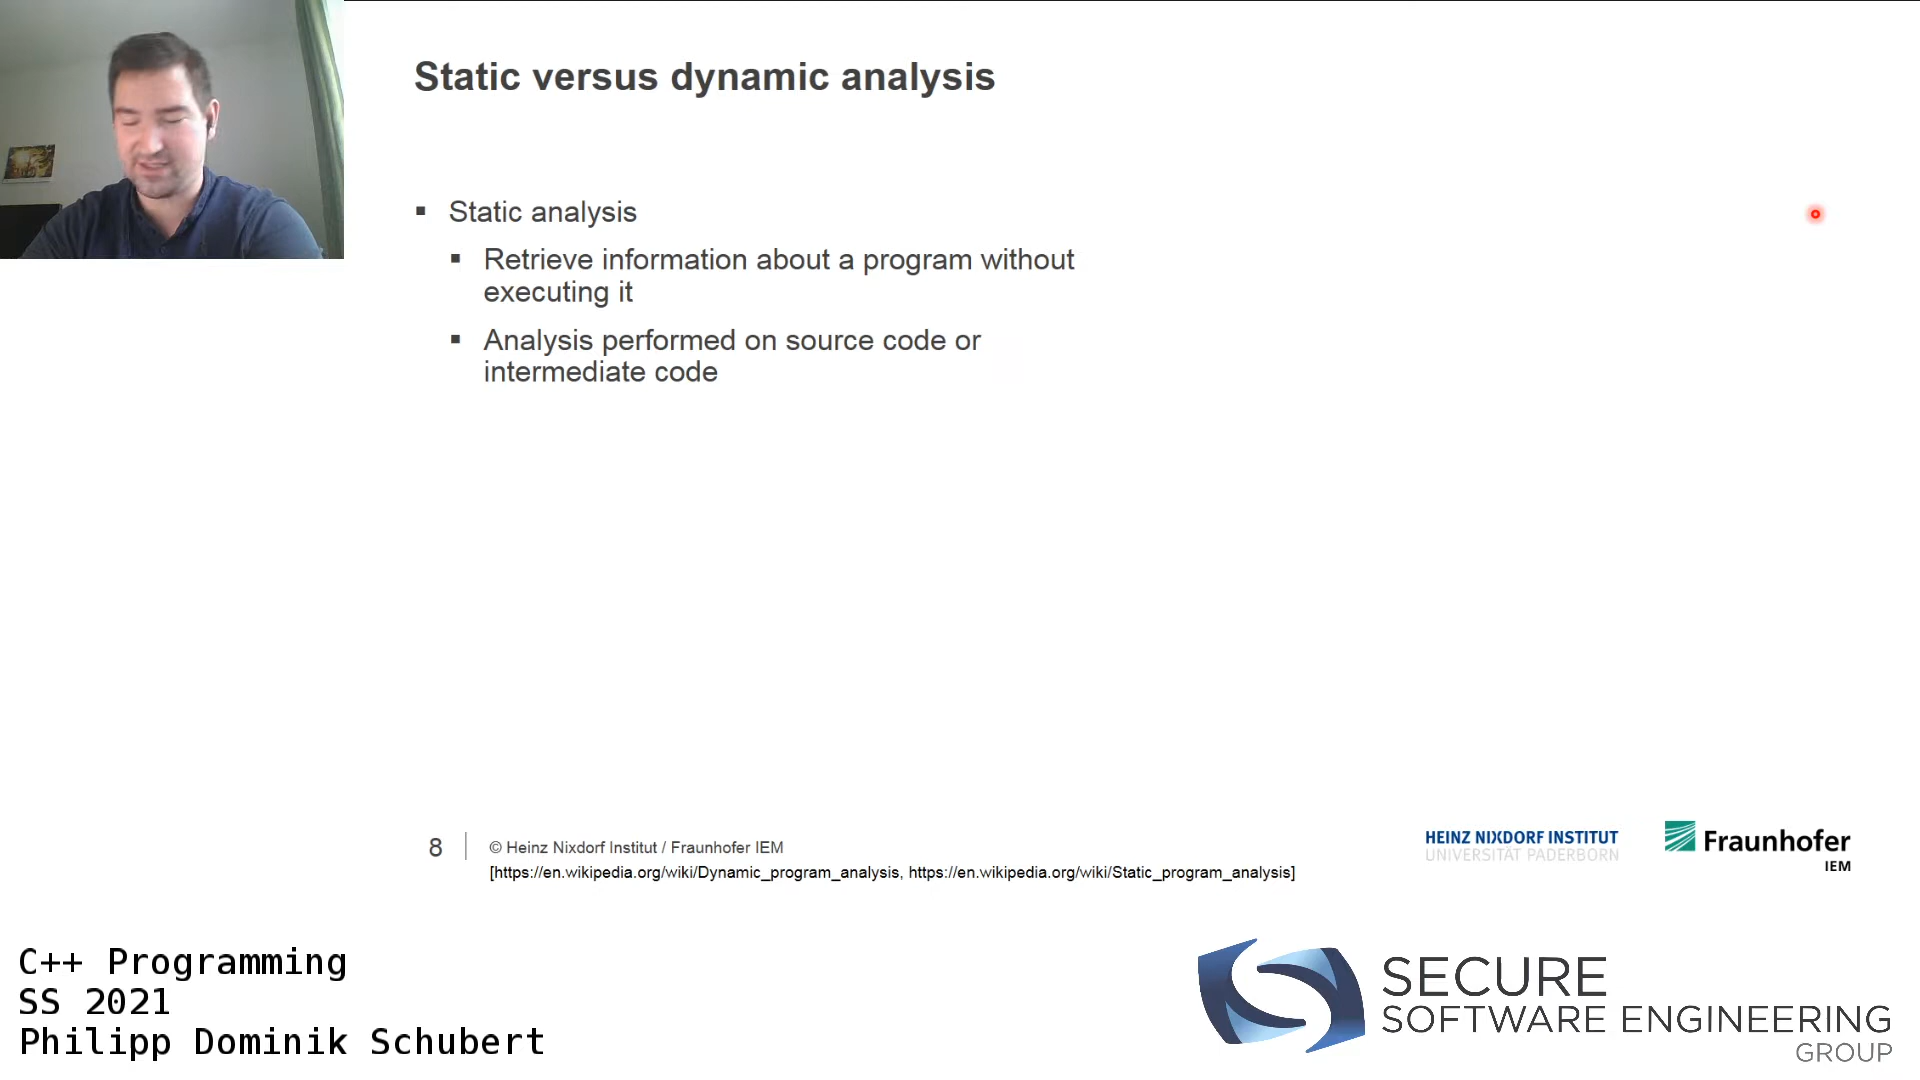 Static versus dynamic analysis
▪ Static analysis
▪ Retrieve information about a program without
executing it
▪ Analysis performed on source code or
intermediate code
8
© Heinz Nixdorf Institut / Fraunhofer IEM
[https://en.wikipedia.org/wiki/Dynamic_program_analysis, https://en.wikipedia.org/wiki/Static_program_analysis]
HEINZ NIXDORF INSTITUT
UNIVERSITÄT PADERBORN
Fraunhofer
IEM
C++ Programming
SS 2021
Philipp Dominik Schubert
SECURE
SOFTWARE ENGINEERING
GROUP